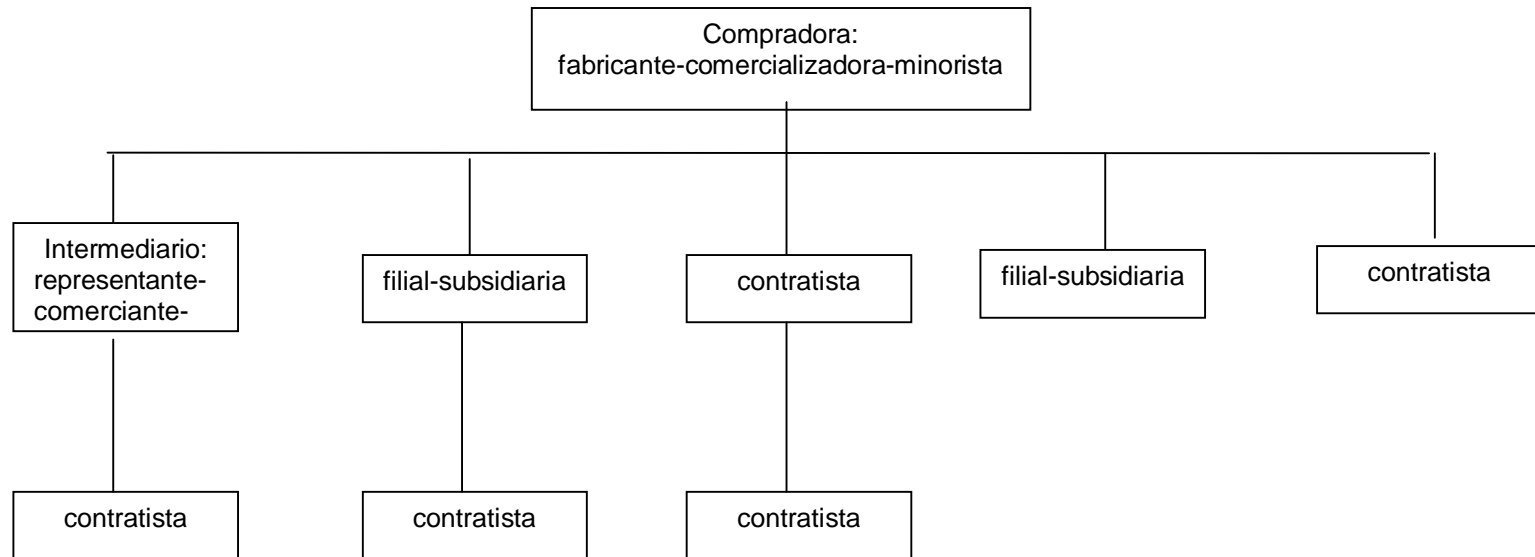 Compradora:
fabricante-comercializadora-minorista
Intermediario:
representante-
comerciante-
filial-subsidiaria
contratista
filial-subsidiaria
contratista
contratista
contratista
contratista